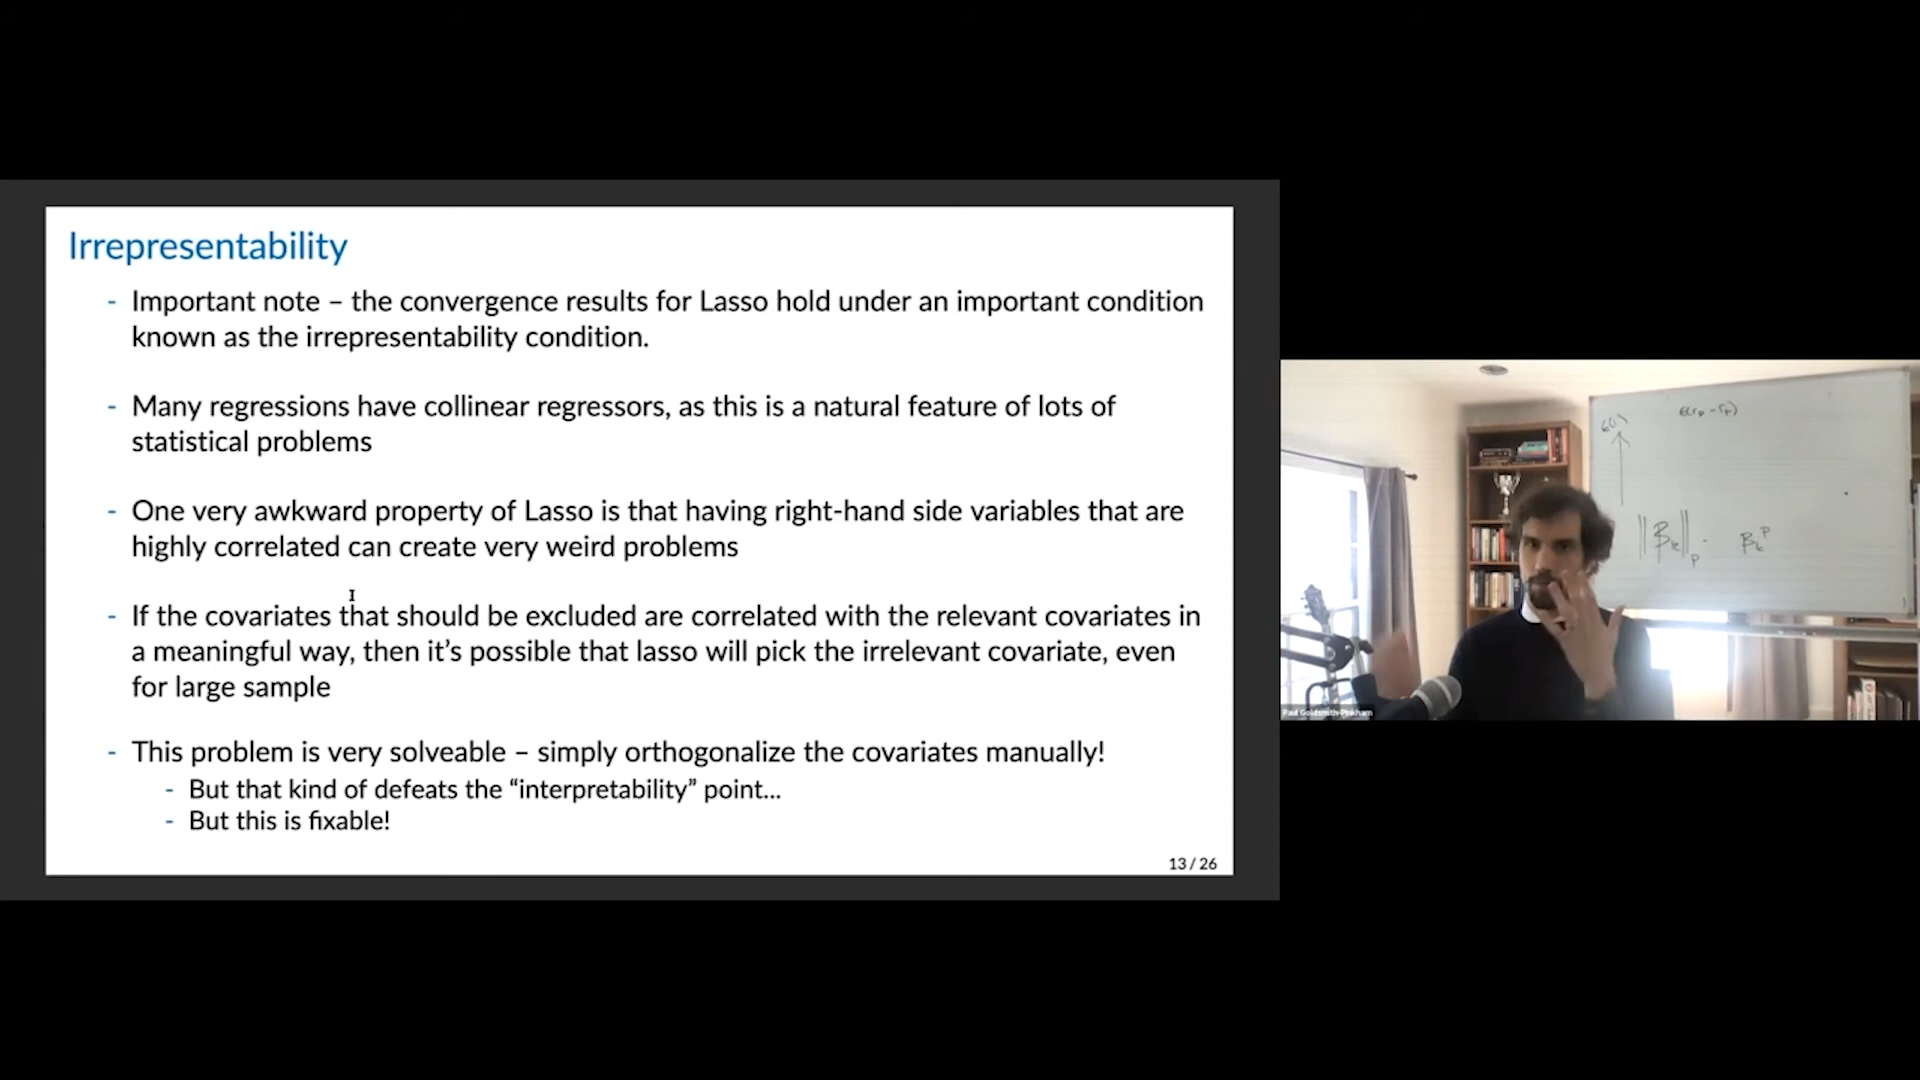 Irrepresentability
- Important note – the convergence results for Lasso hold under an important condition
known as the irrepresentability condition.
- Many regressions have collinear regressors, as this is a natural feature of lots of
statistical problems
- One very awkward property of Lasso is that having right-hand side variables that are
highly correlated can create very weird problems
- If the covariates that should be excluded are correlated with the relevant covariates in
a meaningful way, then it’s possible that lasso will pick the irrelevant covariate, even
for large sample
- This problem is very solveable – simply orthogonalize the covariates manually!
- But that kind of defeats the “interpretability” point...
- But this is fixable!
13 / 26
Paul Goldsmith-Pinkham